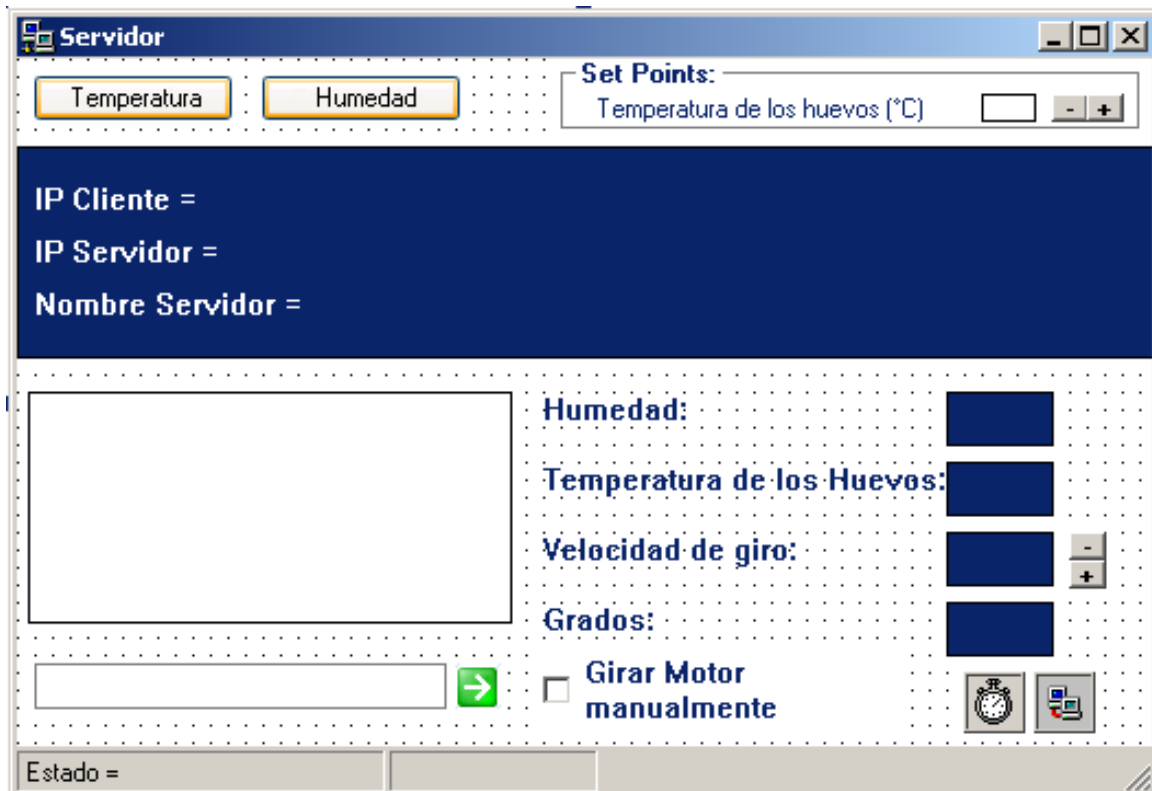 Servidor
Temperatura
Humedad
Set Points:
Temperatura de los huevos (°C)
- +
IP Cliente =
IP Servidor =
Nombre Servidor =
Humedad:
Temperatura de los Huevos:
Velocidad de giro:
-
+
Grados:
Girar Motor
manualmente
Estado =